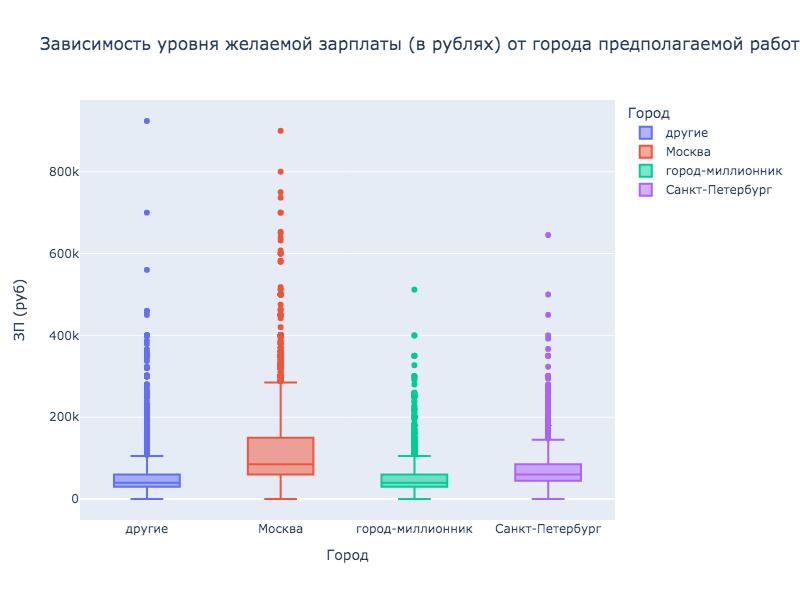 Зависимость уровня желаемой зарплаты (в рублях) от города предполагаемой работ
Город
другие
Москва
город-миллионник
Санкт-Петербург
800k
600k
400k
200k
0
ЗП (руб)
другие
Москва
город-миллионник
Санкт-Петербург
Город